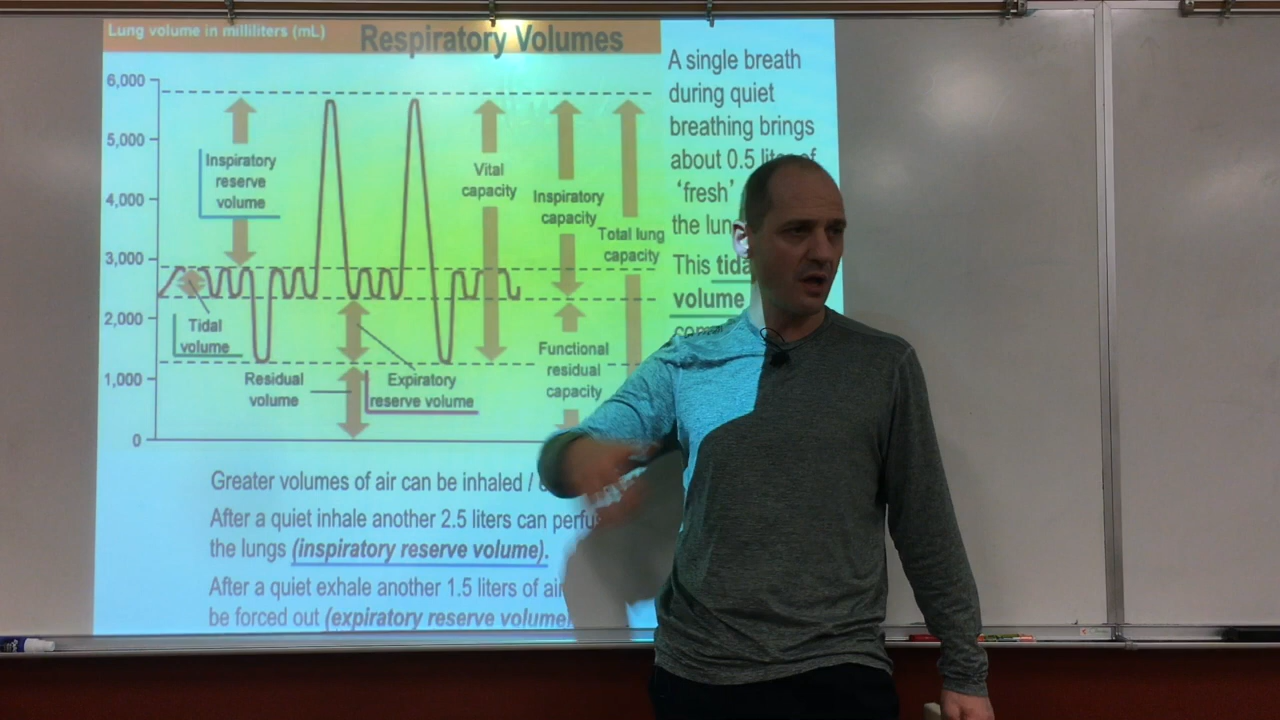 Lung volume in milliliters (mL)
Respiratory Volumes
6,000
5,000
4,000
3,000
2,000
1,000
0
Inspiratory
reserve
volume
Tidal
volume
Residual
volume
Expiratory
reserve volume
Vital
capacity
Inspiratory
capacity
Functional
residual
capacity
Total lung
capacity
A single breath
during quiet
breathing brings
about 0.5
'fresh'
the
This
volume
Greater volumes of air can be inhaled /
After a quiet inhale another 2.5 liters can
the lungs (inspiratory reserve volume).
After a quiet exhale another 1.5 liters of
be forced out (expiratory reserve volume